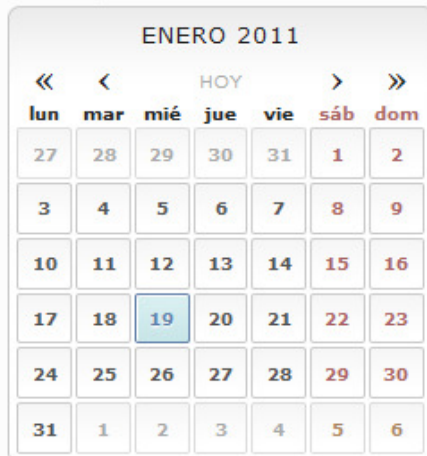 ENERO 2011
« ‹ HOY › »
lun mar mié jue vie sáb dom
27 28 29 30 31 1 2
3 4 5 6 7 8 9
10 11 12 13 14 15 16
17 18 19 20 21 22 23
24 25 26 27 28 29 30
31 1 2 3 4 5 6